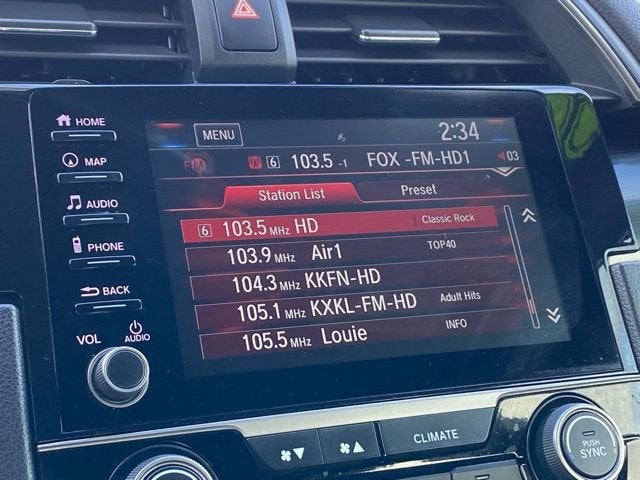 HOME
MAP
AUDIO
PHONE
BACK
VOL AUDIO
MENU 2:34
FM 6 103.5 -1 FOX -FM-HD1 03
Station List Preset
6 103.5 MHz HD Classic Rock
103.9 MHz Air1 TOP40
104.3 MHz KKFN-HD
105.1 MHz KXKL-FM-HD Adult Hits
105.5 MHz Louie INFO
CLIMATE
PUSH
SYNC